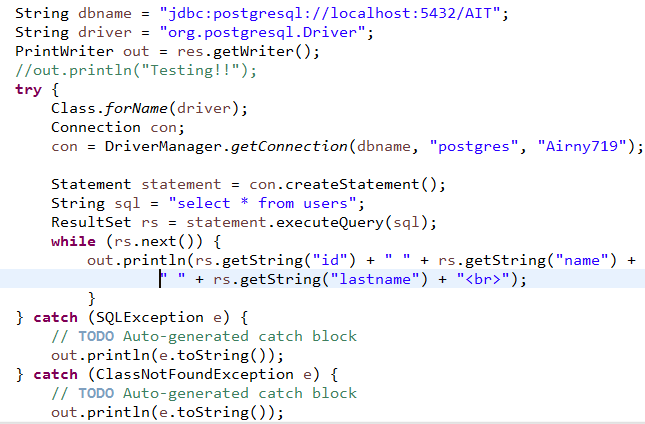 String dbname = "jdbc:postgresql://localhost:5432/AIT";
String driver = "org.postgresql.Driver";
PrintWriter out = res.getWriter();
//out.println("Testing!!");
try {
    Class.forName(driver);
    Connection con;
    con = DriverManager.getConnection(dbname, "postgres", "Airny719");

    Statement statement = con.createStatement();
    String sql = "select * from users";
    ResultSet rs = statement.executeQuery(sql);
    while (rs.next()) {
        out.println(rs.getString("id") + " " + rs.getString("name") +
                " " + rs.getString("lastname") + "<br>");
        }
} catch (SQLException e) {
    // TODO Auto-generated catch block
    out.println(e.toString());
} catch (ClassNotFoundException e) {
    // TODO Auto-generated catch block
    out.println(e.toString());